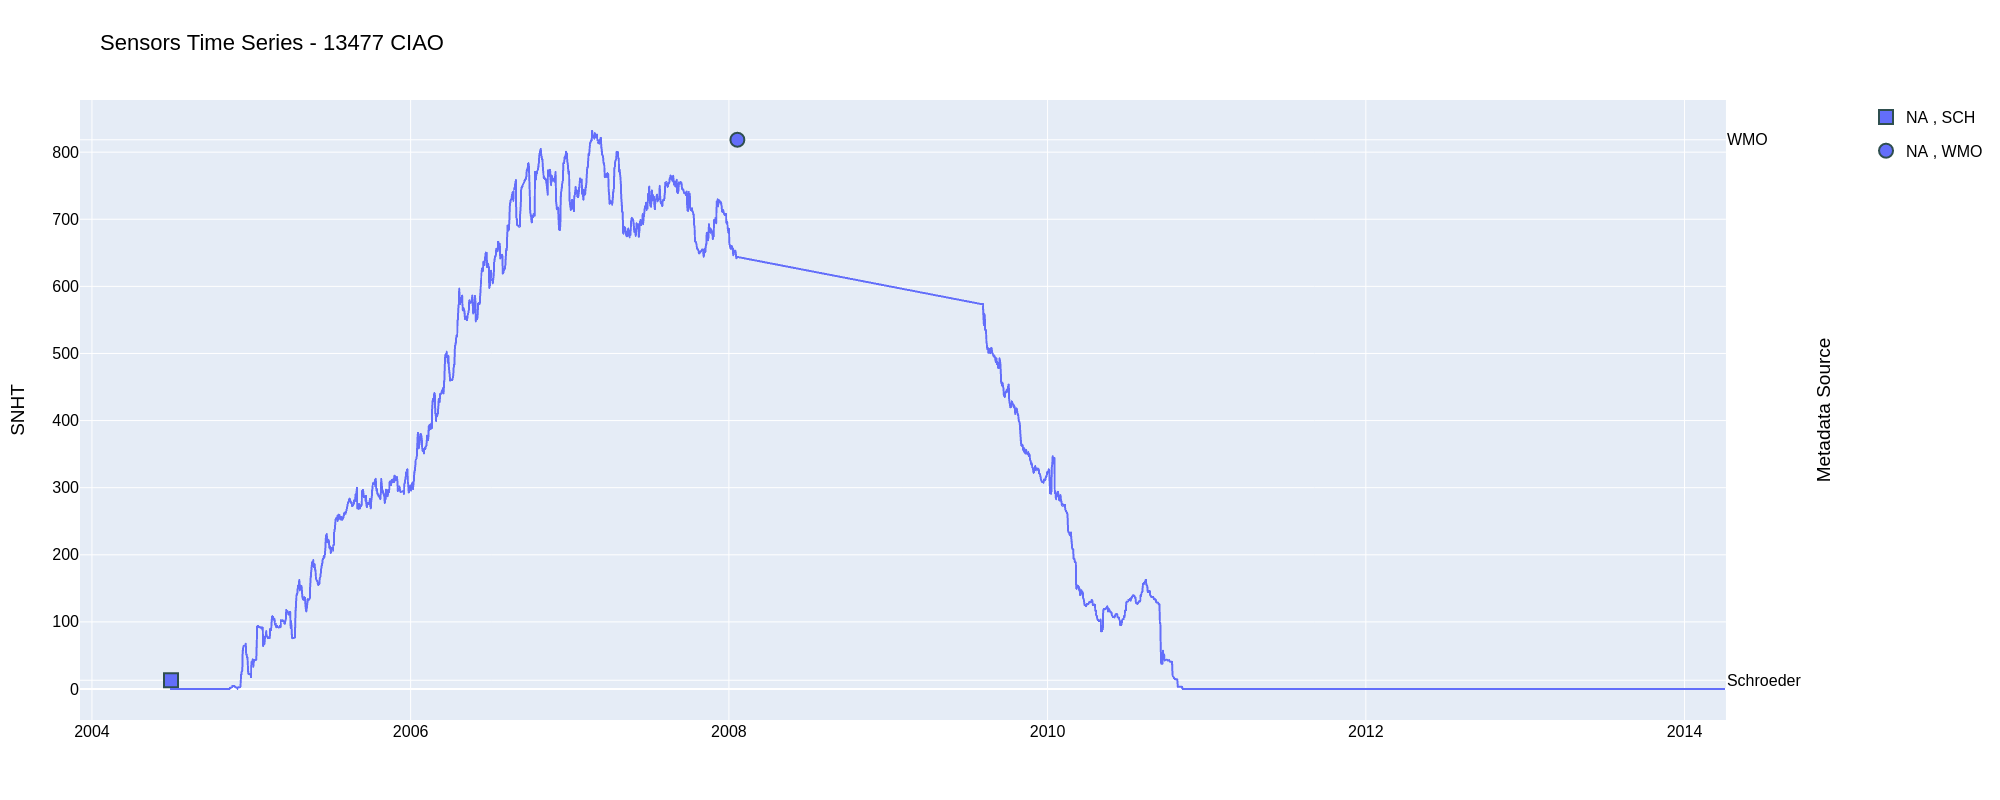 Sensors Time Series - 13477 CIAO
NA , SCH
NA , WMO
WMO
Schroeder
Metadata Source
SNHT
800
700
600
500
400
300
200
100
0
2004
2006
2008
2010
2012
2014